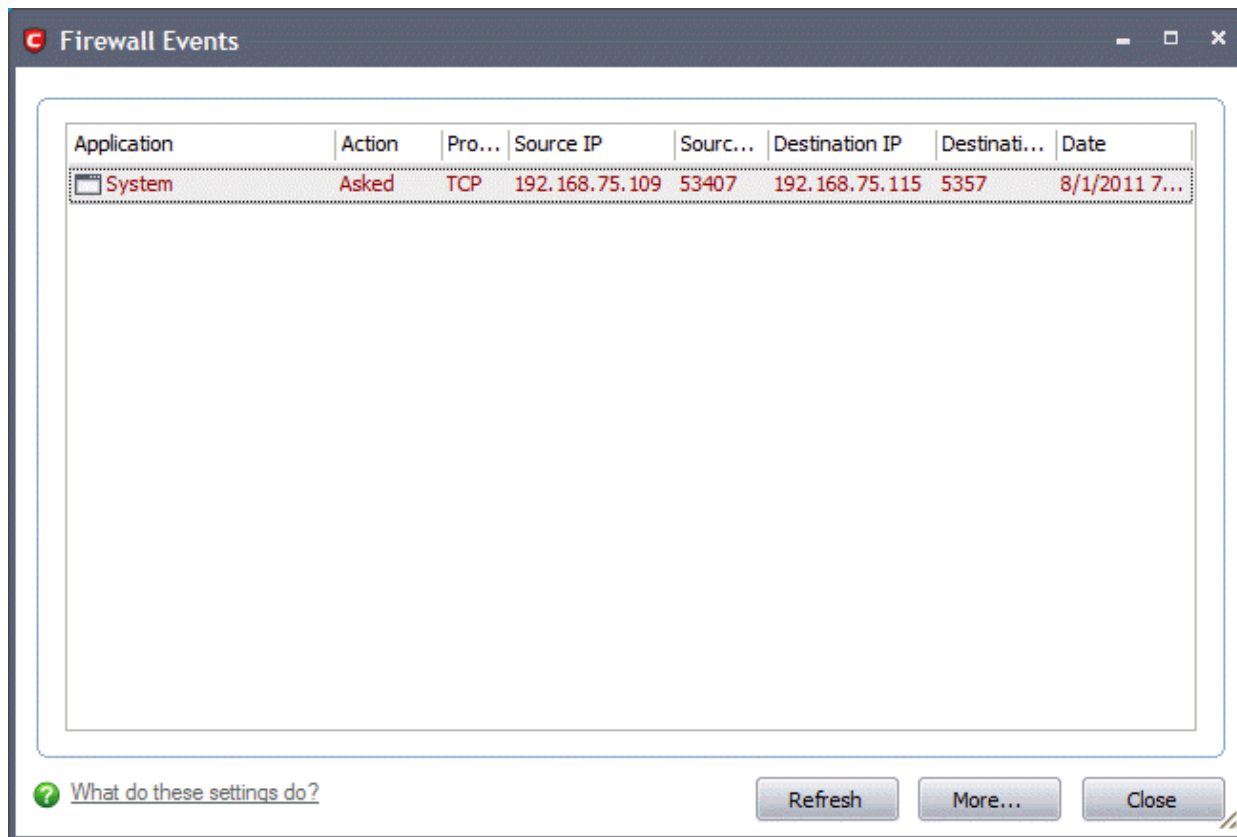 Firewall Events
Application Action Pro... Source IP Sourc... Destination IP Destinati... Date
System Asked TCP 192.168.75.109 53407 192.168.75.115 5357 8/1/2011 7...
What do these settings do? Refresh More... Close